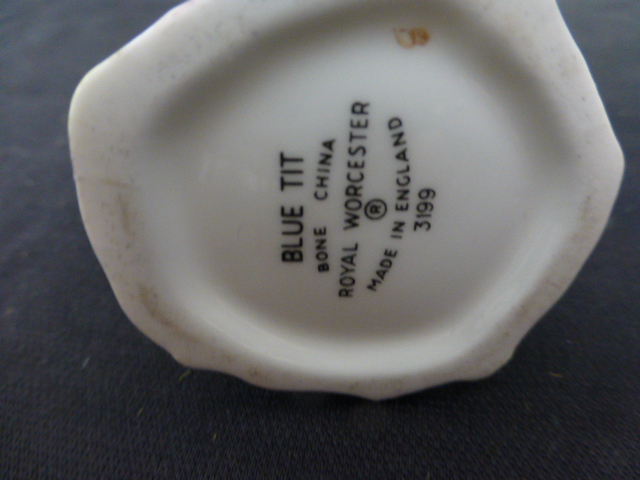 BLUE TIT
BONE CHINA
ROYAL WORCESTER
®
MADE IN ENGLAND
3199